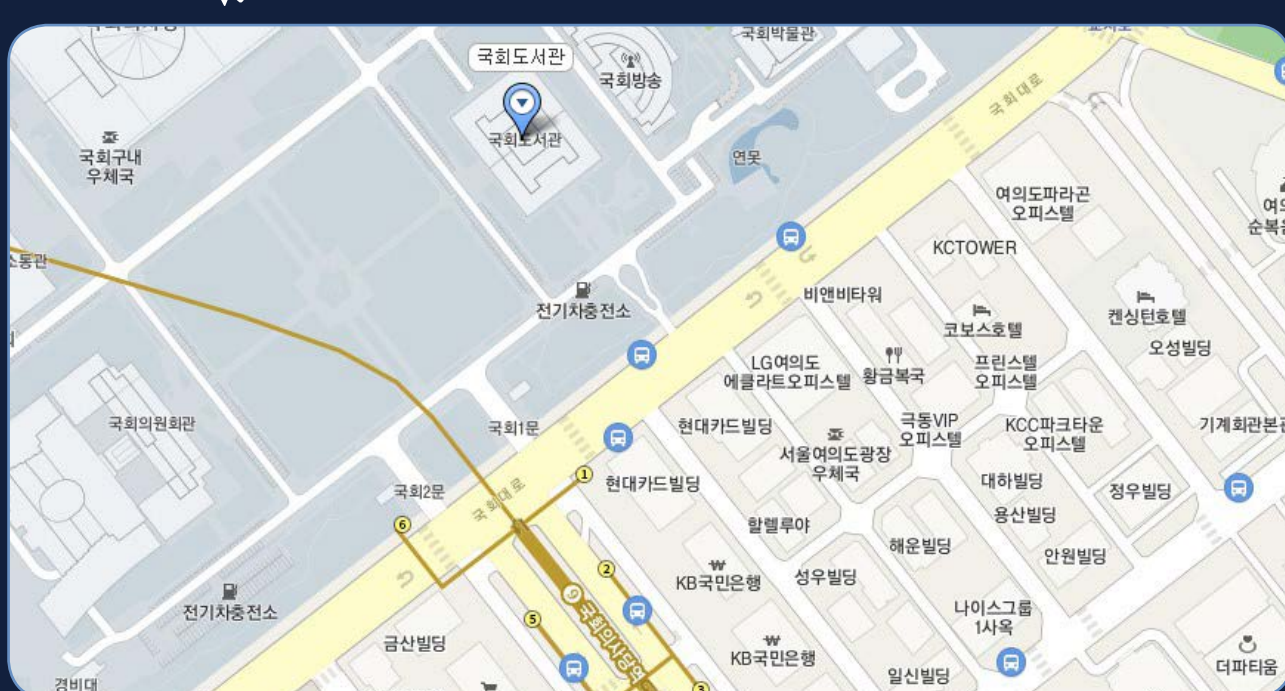 국회도서관
국회박물관
국회방송
국회도서관
국회대로
국회구내
우체국
연못
여의도파라곤
오피스텔
KCTOWER
소통관
전기차충전소
비앤비타워
켄싱턴호텔
코보스호텔
오성빌딩
LG여의도
에클라트오피스텔
황금복국
프린스텔
오피스텔
국회의원회관
국회1문
현대카드빌딩
극동VIP
오피스텔
KCC파크타운
오피스텔
서울여의도광장
우체국
1
현대카드빌딩
대하빌딩
정우빌딩
국회2문
국회대로
6
할렐루야
용산빌딩
해운빌딩
안원빌딩
2
KB국민은행
성우빌딩
9
국회의사당역
전기차충전소
5
나이스그룹
1사옥
금산빌딩
KB국민은행
더파티움
일신빌딩
경비대
3